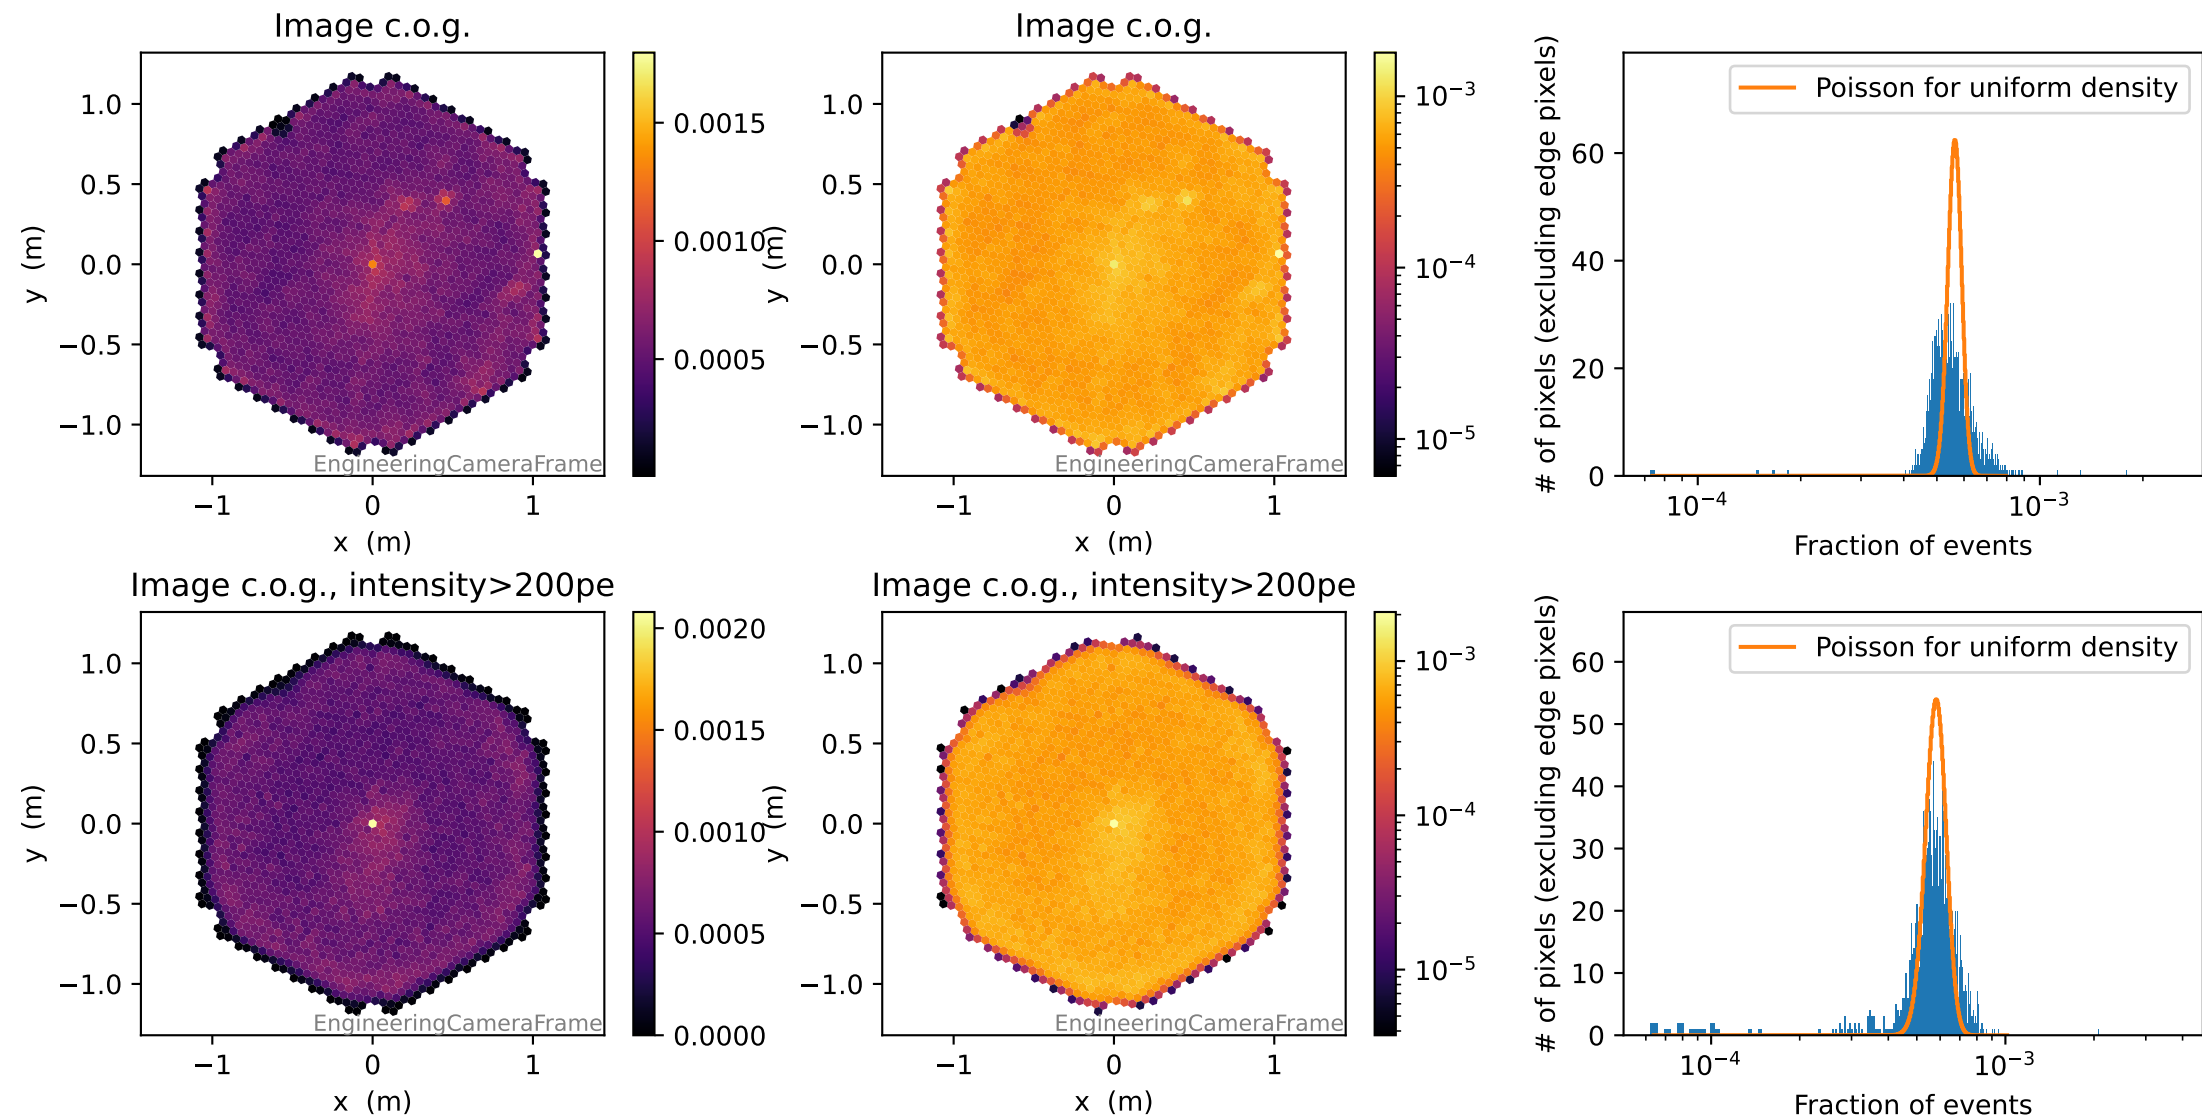 Image c.o.g.
1.0
0.5
0.0
−0.5
−1.0
y (m)
−1
0
1
x (m)
EngineeringCameraFrame
0.0015
0.0010
0.0005
Image c.o.g.
1.0
0.5
0.0
−0.5
−1.0
y (m)
−1
0
1
x (m)
EngineeringCameraFrame
10⁻³
10⁻⁴
10⁻⁵
Poisson for uniform density
# of pixels (excluding edge pixels)
60
40
20
0
10⁻⁴
10⁻³
Fraction of events
Image c.o.g., intensity>200pe
1.0
0.5
0.0
−0.5
−1.0
y (m)
−1
0
1
x (m)
EngineeringCameraFrame
0.0020
0.0015
0.0010
0.0005
0.0000
Image c.o.g., intensity>200pe
1.0
0.5
0.0
−0.5
−1.0
y (m)
−1
0
1
x (m)
EngineeringCameraFrame
10⁻³
10⁻⁴
10⁻⁵
Poisson for uniform density
# of pixels (excluding edge pixels)
60
50
40
30
20
10
0
10⁻⁴
10⁻³
Fraction of events